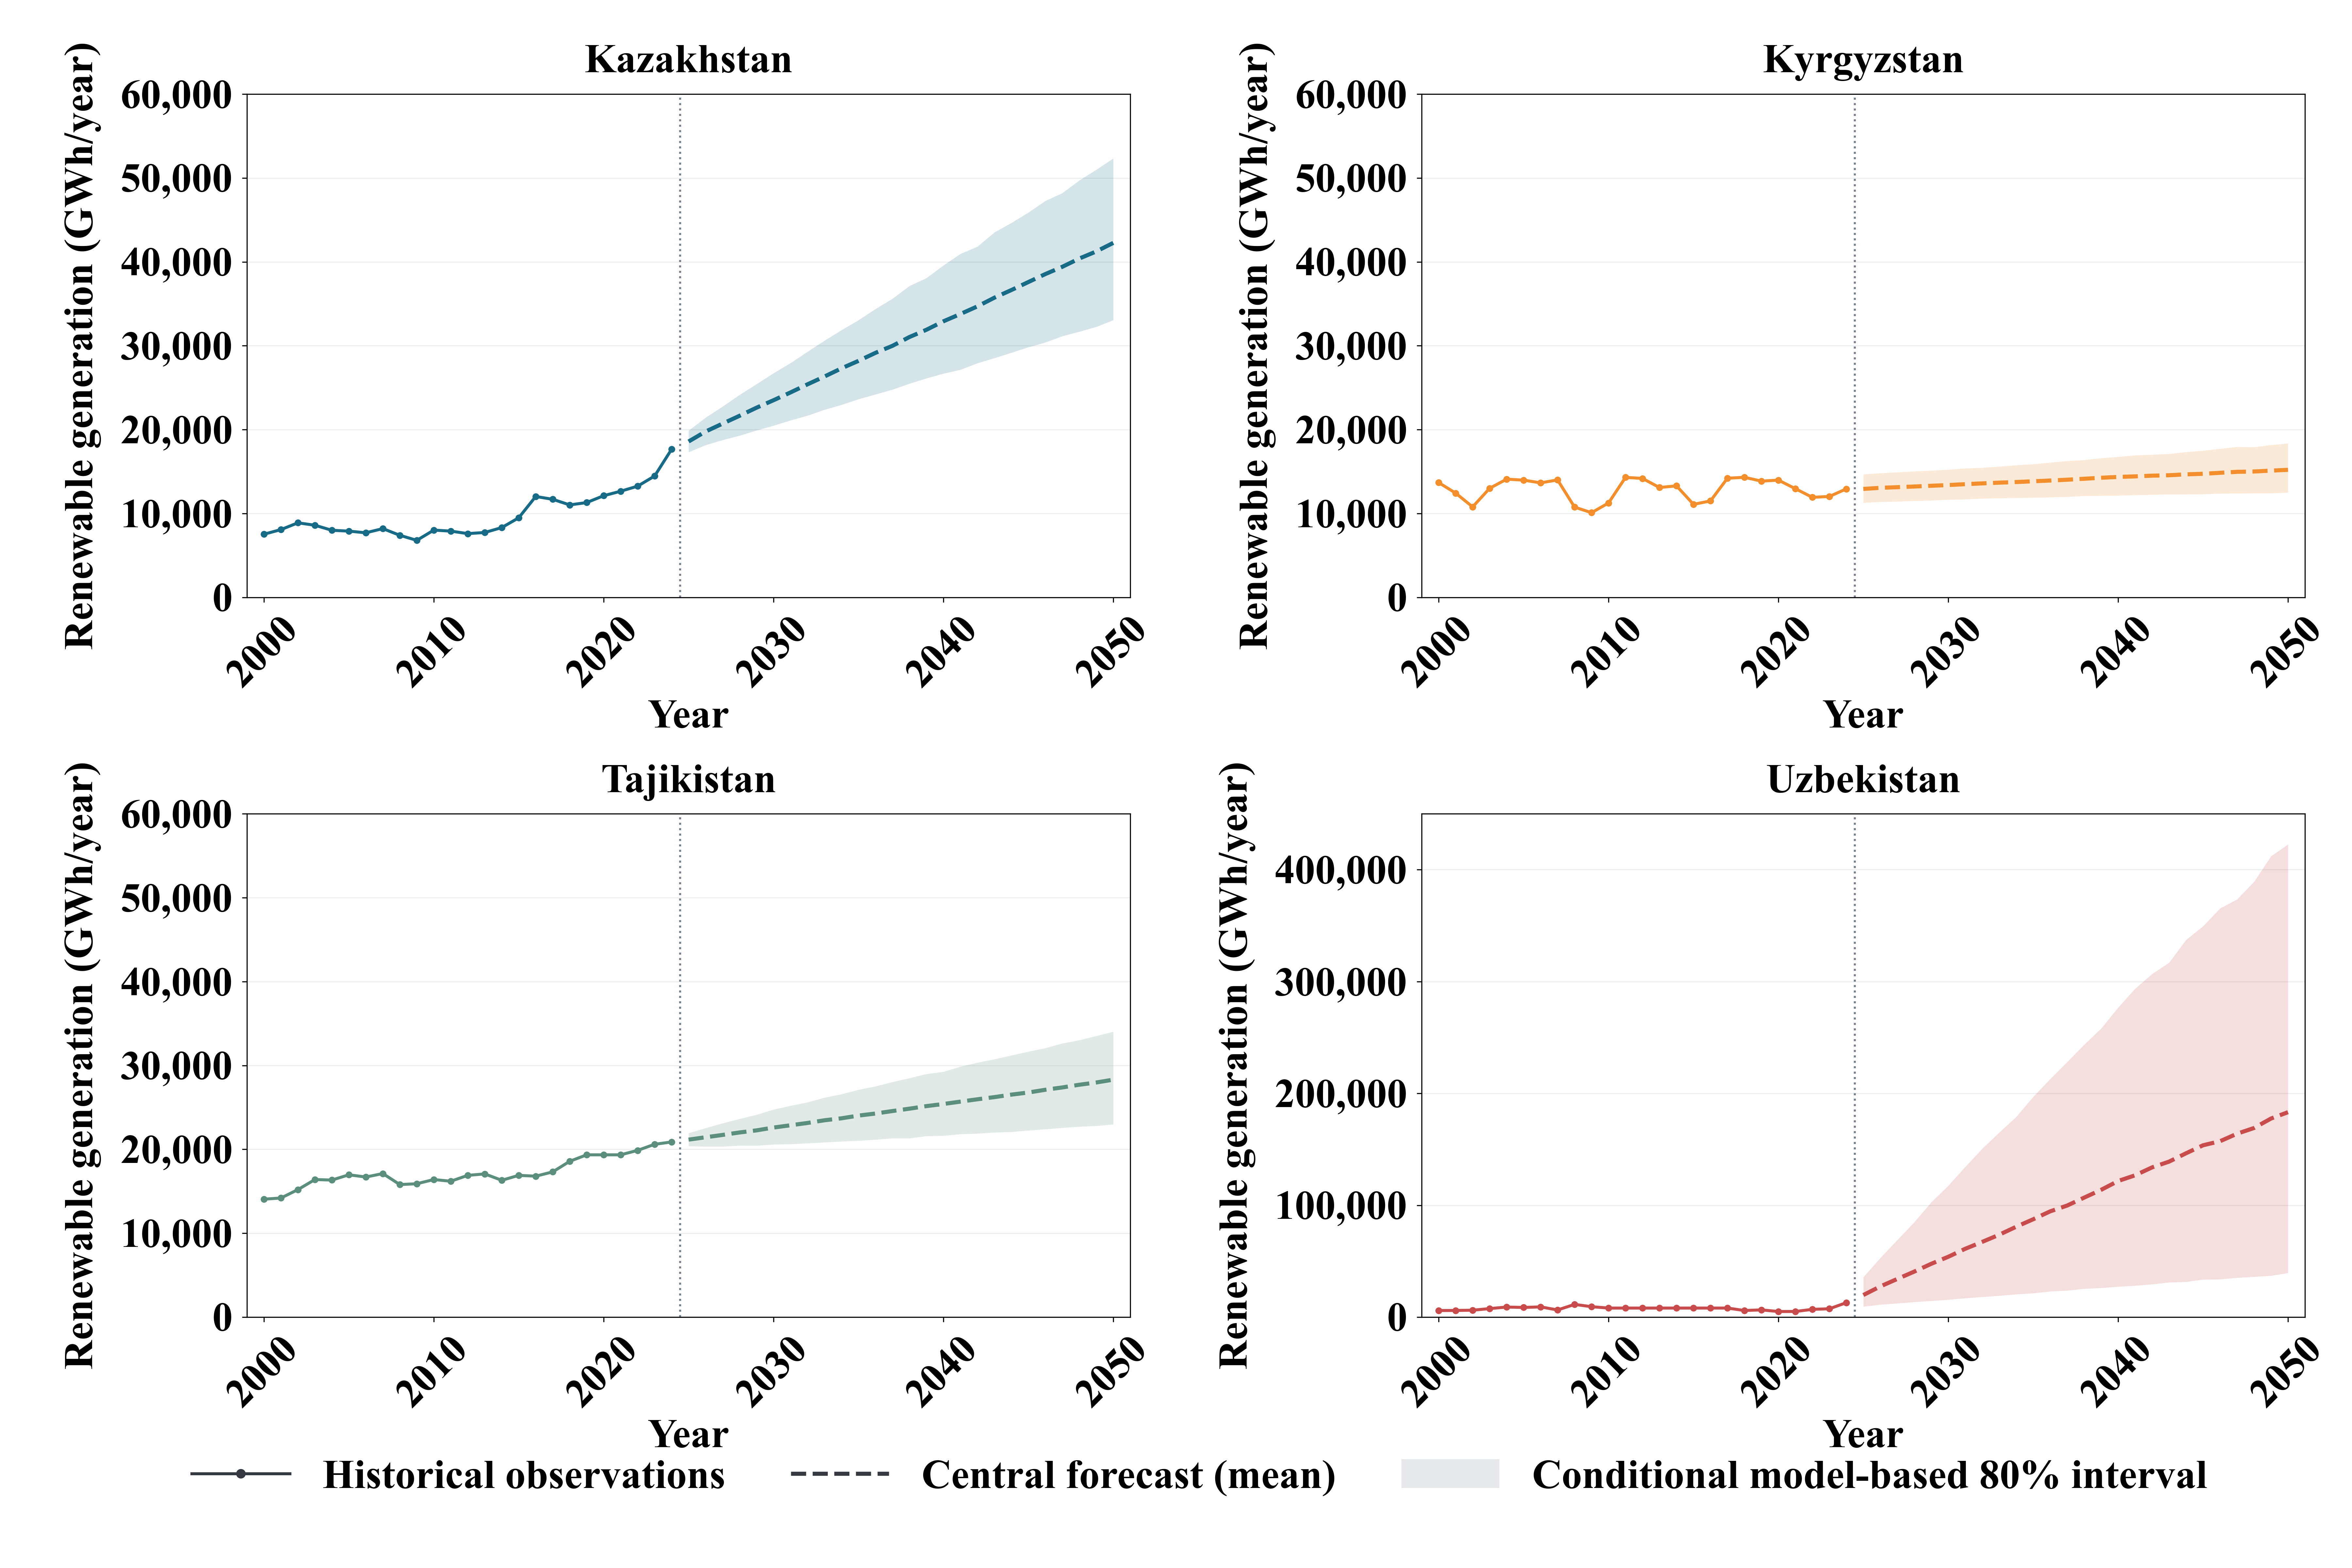 Kazakhstan
Renewable generation (GWh/year)
60,000
50,000
40,000
30,000
20,000
10,000
0
2000 2010 2020 2030 2040 2050
Year
Kyrgyzstan
Renewable generation (GWh/year)
60,000
50,000
40,000
30,000
20,000
10,000
0
2000 2010 2020 2030 2040 2050
Year
Tajikistan
Renewable generation (GWh/year)
60,000
50,000
40,000
30,000
20,000
10,000
0
2000 2010 2020 2030 2040 2050
Year
Uzbekistan
Renewable generation (GWh/year)
400,000
300,000
200,000
100,000
0
2000 2010 2020 2030 2040 2050
Year
Historical observations Central forecast (mean) Conditional model-based 80% interval